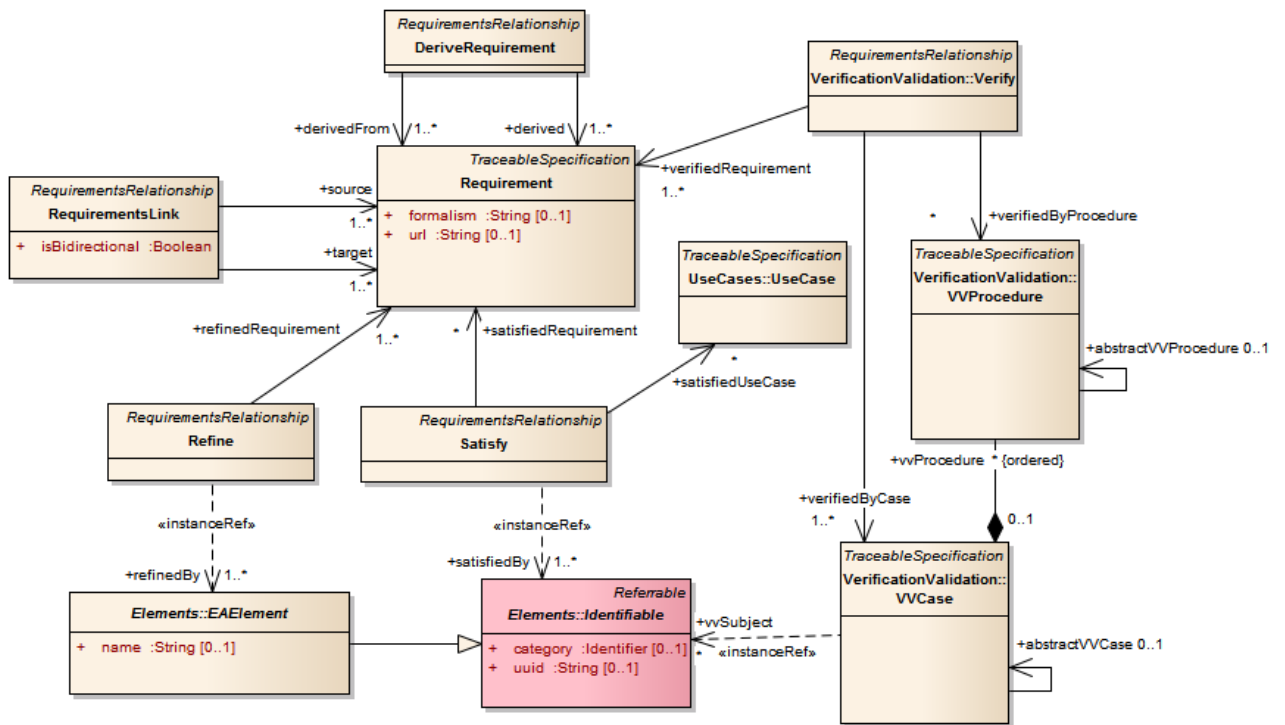 RequirementsRelationship
DeriveRequirement
RequirementsRelationship
VerificationValidation::Verify
+derivedFrom 1..*
+derived 1..*
+verifiedRequirement
1..*
TraceableSpecification
Requirement
+ formalism :String [0..1]
+ url :String [0..1]
RequirementsRelationship
RequirementsLink
+ isBidirectional :Boolean
+source
1..*
+target
1..*
* +verifiedByProcedure
TraceableSpecification
UseCases::UseCase
TraceableSpecification
VerificationValidation::
VVProcedure
+refinedRequirement
1..*
* +satisfiedRequirement
*
+satisfiedUseCase
+abstractVVProcedure 0..1
RequirementsRelationship
Refine
RequirementsRelationship
Satisfy
+vvProcedure * {ordered}
0..1
+verifiedByCase
1..*
«instanceRef»
«instanceRef»
+refinedBy 1..*
+satisfiedBy 1..*
TraceableSpecification
VerificationValidation::
VVCase
Elements::EAElement
+ name :String [0..1]
Referrable
Elements::Identifiable
+ category :Identifier [0..1]
+ uuid :String [0..1]
+vvSubject
* «instanceRef»
+abstractVVCase 0..1